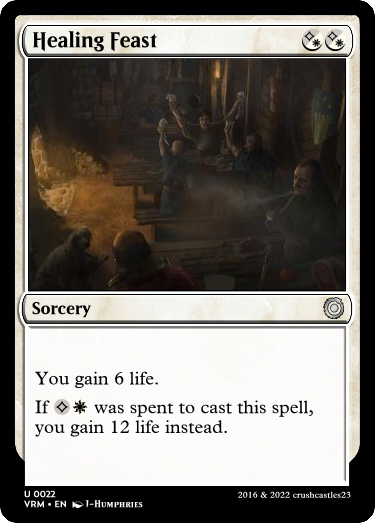 Healing Feast
Sorcery
You gain 6 life.
If was spent to cast this spell,
you gain 12 life instead.
U 0022
VRM • EN J-Humphries
2016 & 2022 crushcastles23